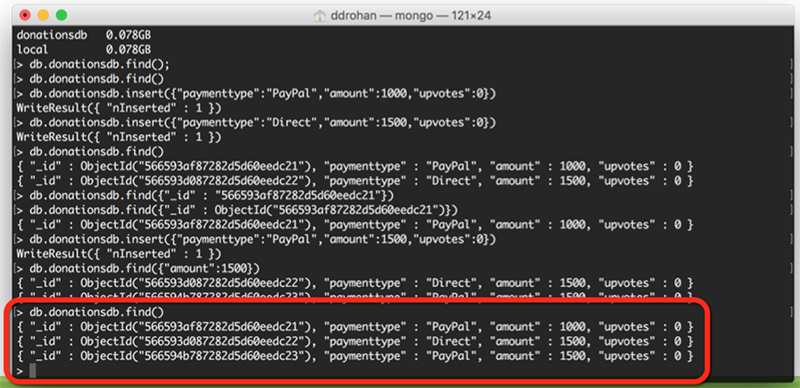 ddrohan — mongo — 121×24
donationsdb 0.078GB
local 0.078GB
> db.donationsdb.find();
> db.donationsdb.find()
> db.donationsdb.insert({"paymenttype":"PayPal","amount":1000,"upvotes":0})
WriteResult({ "nInserted" : 1 })
> db.donationsdb.insert({"paymenttype":"Direct","amount":1500,"upvotes":0})
WriteResult({ "nInserted" : 1 })
> db.donationsdb.find()
{ "_id" : ObjectId("566593af87282d5d60eedc21"), "paymenttype" : "PayPal", "amount" : 1000, "upvotes" : 0 }
{ "_id" : ObjectId("566593d087282d5d60eedc22"), "paymenttype" : "Direct", "amount" : 1500, "upvotes" : 0 }
> db.donationsdb.find({"_id" : "566593af87282d5d60eedc21"})
> db.donationsdb.find({"_id" : ObjectId("566593af87282d5d60eedc21")})
{ "_id" : ObjectId("566593af87282d5d60eedc21"), "paymenttype" : "PayPal", "amount" : 1000, "upvotes" : 0 }
> db.donationsdb.insert({"paymenttype":"PayPal","amount":1500,"upvotes":0})
WriteResult({ "nInserted" : 1 })
> db.donationsdb.find({"amount":1500})
{ "_id" : ObjectId("566593d087282d5d60eedc22"), "paymenttype" : "Direct", "amount" : 1500, "upvotes" : 0 }
{ "_id" : ObjectId("566594b787282d5d60eedc23"), "paymenttype" : "PayPal", "amount" : 1500, "upvotes" : 0 }
> db.donationsdb.find()
{ "_id" : ObjectId("566593af87282d5d60eedc21"), "paymenttype" : "PayPal", "amount" : 1000, "upvotes" : 0 }
{ "_id" : ObjectId("566593d087282d5d60eedc22"), "paymenttype" : "Direct", "amount" : 1500, "upvotes" : 0 }
{ "_id" : ObjectId("566594b787282d5d60eedc23"), "paymenttype" : "PayPal", "amount" : 1500, "upvotes" : 0 }
>